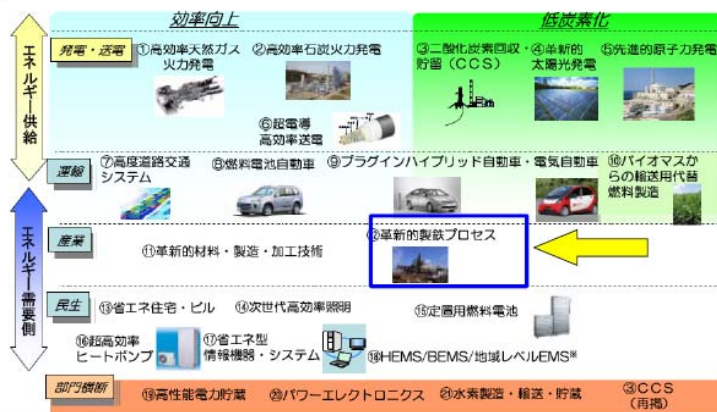 効率向上
低炭素化
エネルギー供給
発電・送電
①高効率天然ガス
火力発電
②高効率石炭火力発電
③二酸化炭素回収・
貯留(CCS)
④革新的
太陽光発電
⑤先進的原子力発電
⑥超電導
高効率送電
運輸
⑦高度道路交通
システム
⑧燃料電池自動車
⑨プラグインハイブリッド自動車・電気自動車
⑩バイオマスか
らの輸送用代替
燃料製造
エネルギー需要側
産業
⑪革新的材料・製造・加工技術
⑫革新的製鉄プロセス
民生
⑬省エネ住宅・ビル
⑭次世代高効率照明
⑮定置用燃料電池
⑯超高効率
ヒートポンプ
⑰省エネ型
情報機器・システム
⑱HEMS/BEMS/地域レベルEMS※
部門横断
⑲高性能電力貯蔵
⑳パワーエレクトロニクス
㉑水素製造・輸送・貯蔵
③CCS
(再掲)